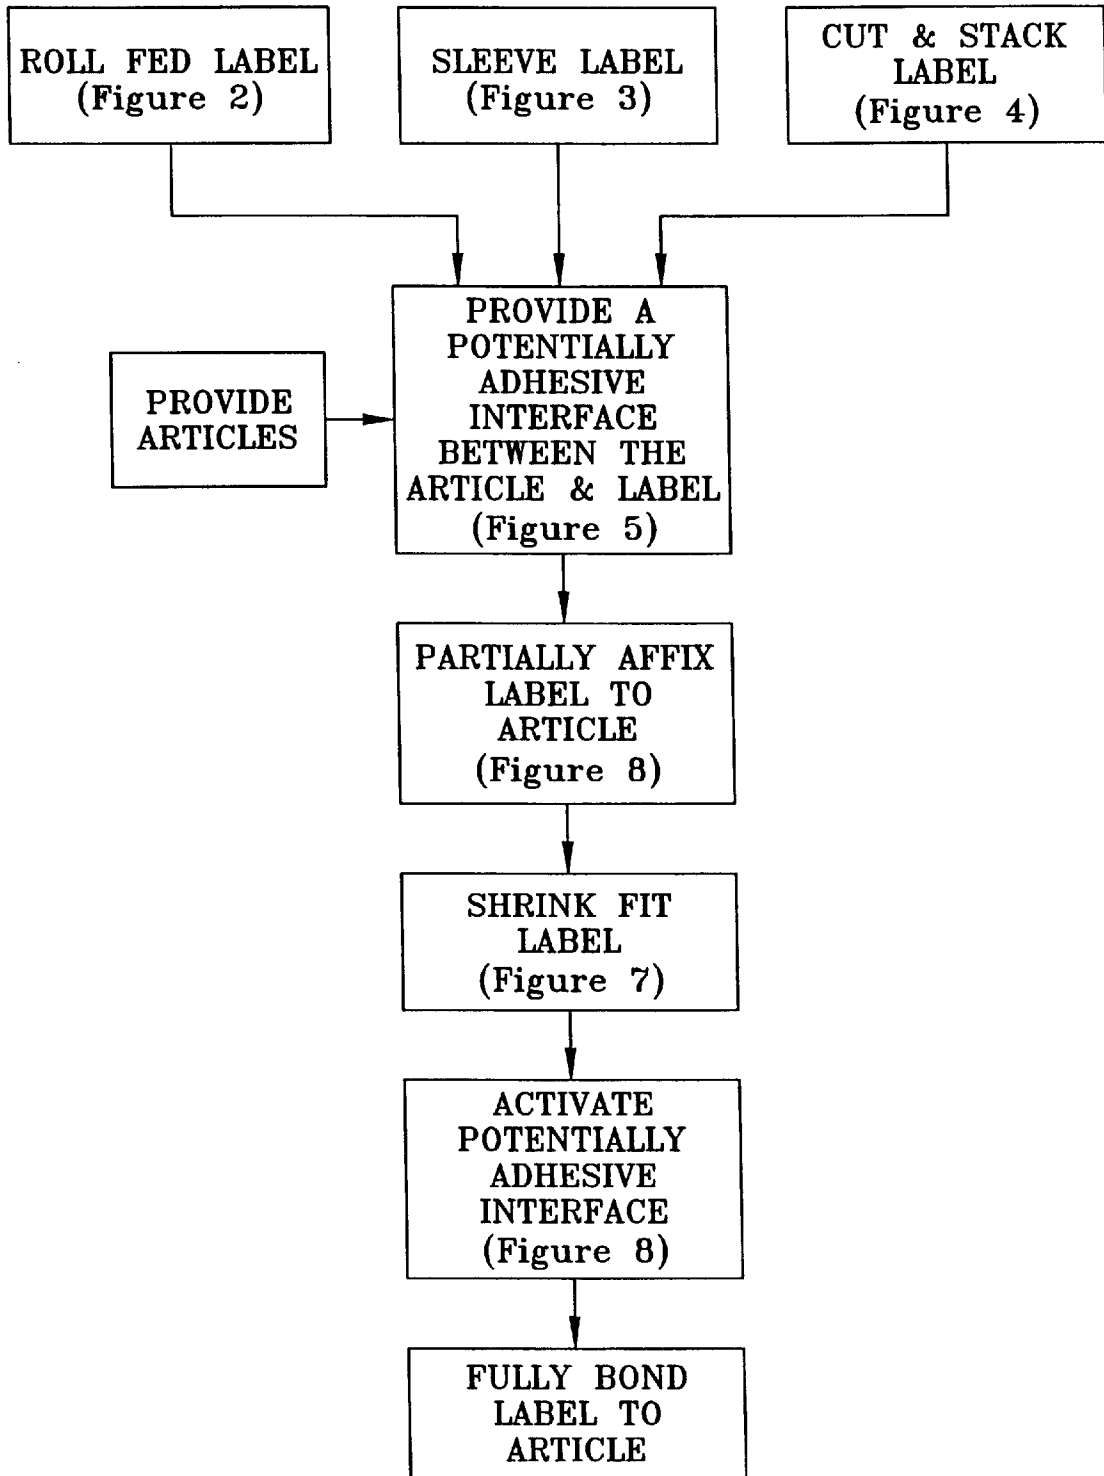 ROLL FED LABEL
(Figure 2)
SLEEVE LABEL
(Figure 3)
CUT & STACK
LABEL
(Figure 4)
PROVIDE A
POTENTIALLY
ADHESIVE
INTERFACE
BETWEEN THE
ARTICLE & LABEL
(Figure 5)
PROVIDE
ARTICLES
PARTIALLY AFFIX
LABEL TO
ARTICLE
(Figure 8)
SHRINK FIT
LABEL
(Figure 7)
ACTIVATE
POTENTIALLY
ADHESIVE
INTERFACE
(Figure 8)
FULLY BOND
LABEL TO
ARTICLE